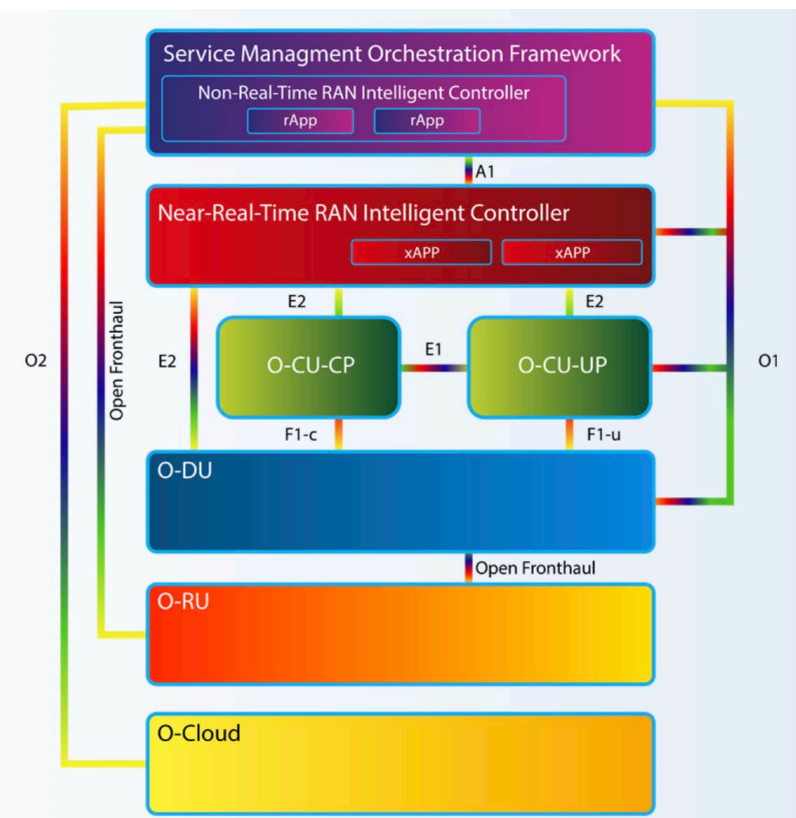 Service Managment Orchestration Framework
Non-Real-Time RAN Intelligent Controller
rApp
rApp
A1
Near-Real-Time RAN Intelligent Controller
xAPP
xAPP
E2
E2
O2
Open Fronthaul
E2
O-CU-CP
E1
O-CU-UP
O1
F1-c
F1-u
O-DU
Open Fronthaul
O-RU
O-Cloud